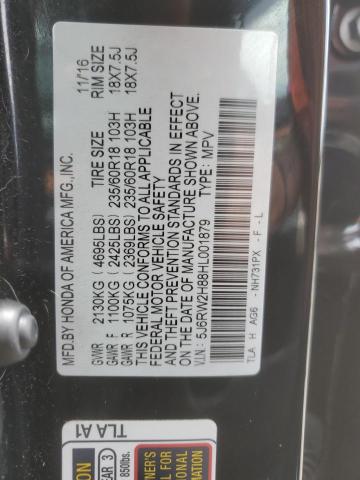 MFD.BY HONDA OF AMERICA MFG.,INC. 11/16
TIRE SIZE RIM SIZE
GVWR 2130KG ( 4695LBS)
GAWR F 1100KG ( 2425LBS) 235/60R18 103H 18X7.5J
GAWR R 1075KG ( 2369LBS) 235/60R18 103H 18X7.5J
THIS VEHICLE CONFORMS TO ALL APPLICABLE
FEDERAL MOTOR VEHICLE SAFETY
AND THEFT PREVENTION STANDARDS IN EFFECT
ON THE DATE OF MANUFACTURE SHOWN ABOVE.
V.I.N.: 5J6RW2H88HL001879 TYPE: MPV
TLA H AG6 - NH731PX - F - L
TLA A1
3
850lbs.